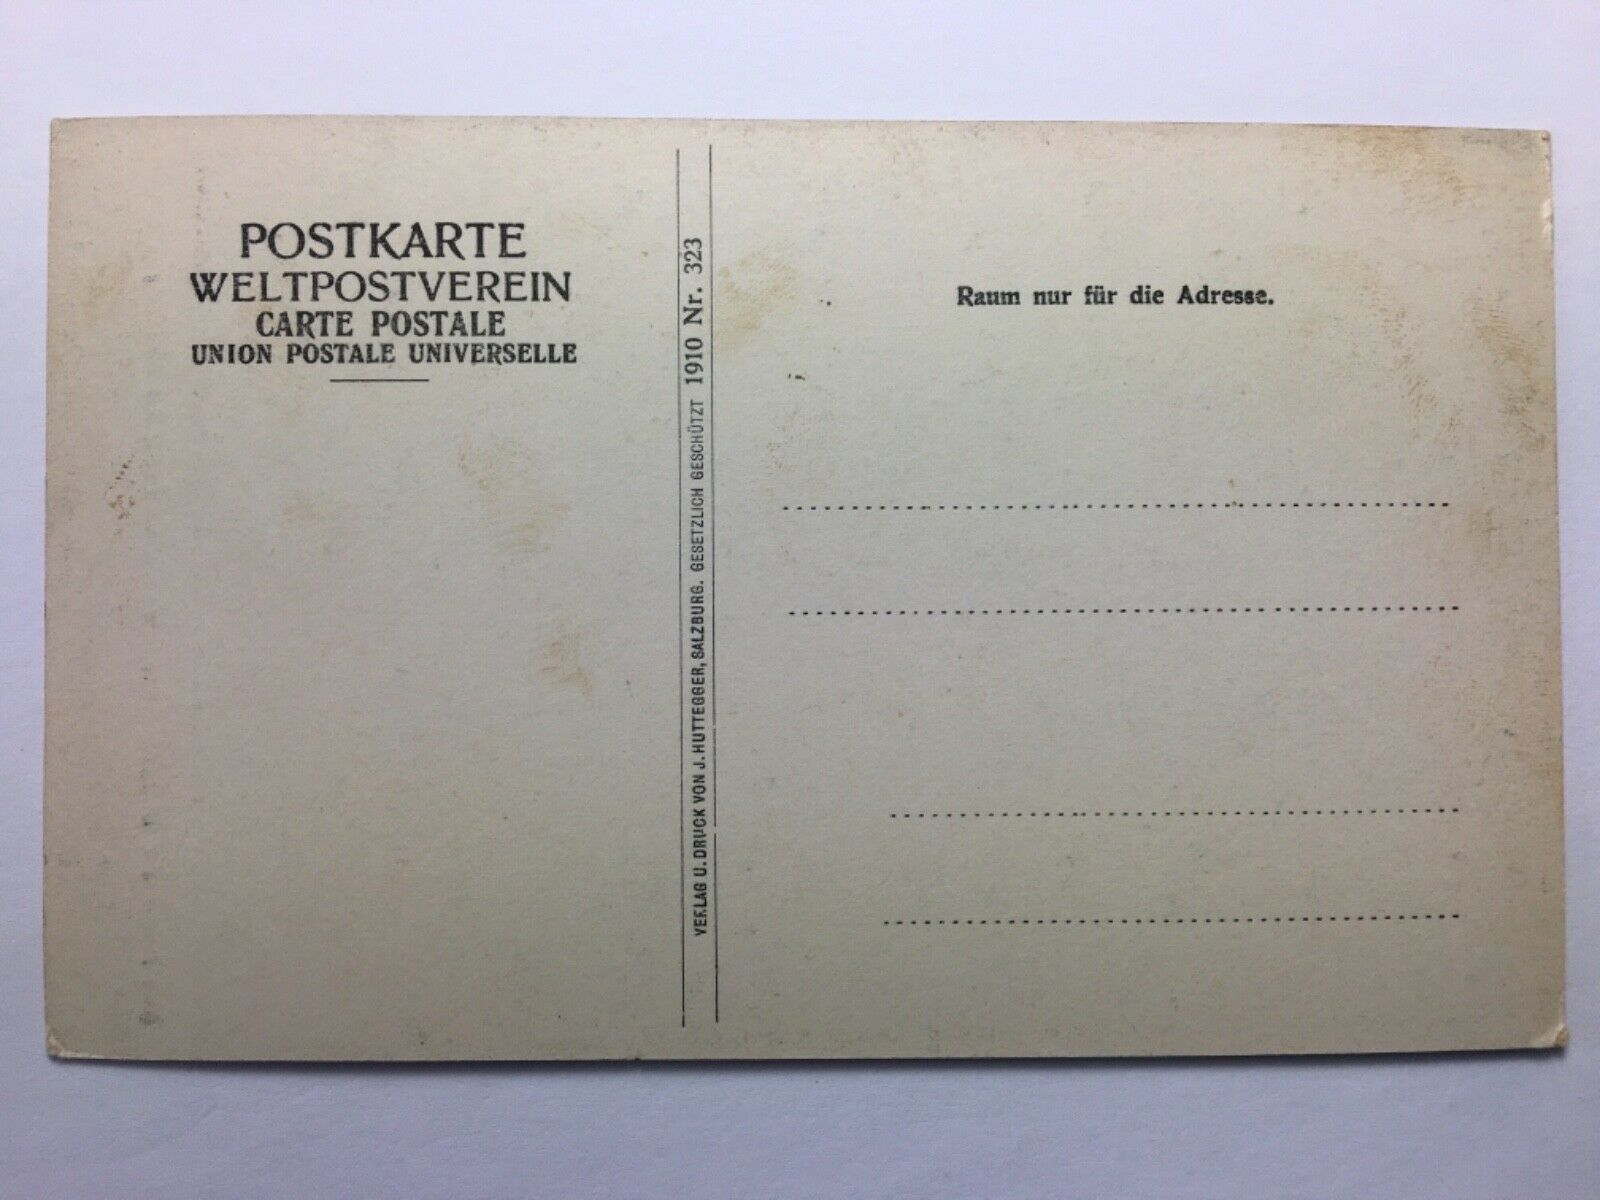 POSTKARTE
WELTPOSTVEREIN
CARTE POSTALE
UNION POSTALE UNIVERSELLE
VERLAG U. DRUCK VON J. HUTTEGGER, SALZBURG. GESETZLICH GESCHÜTZT 1910 Nr. 323
Raum nur für die Adresse.